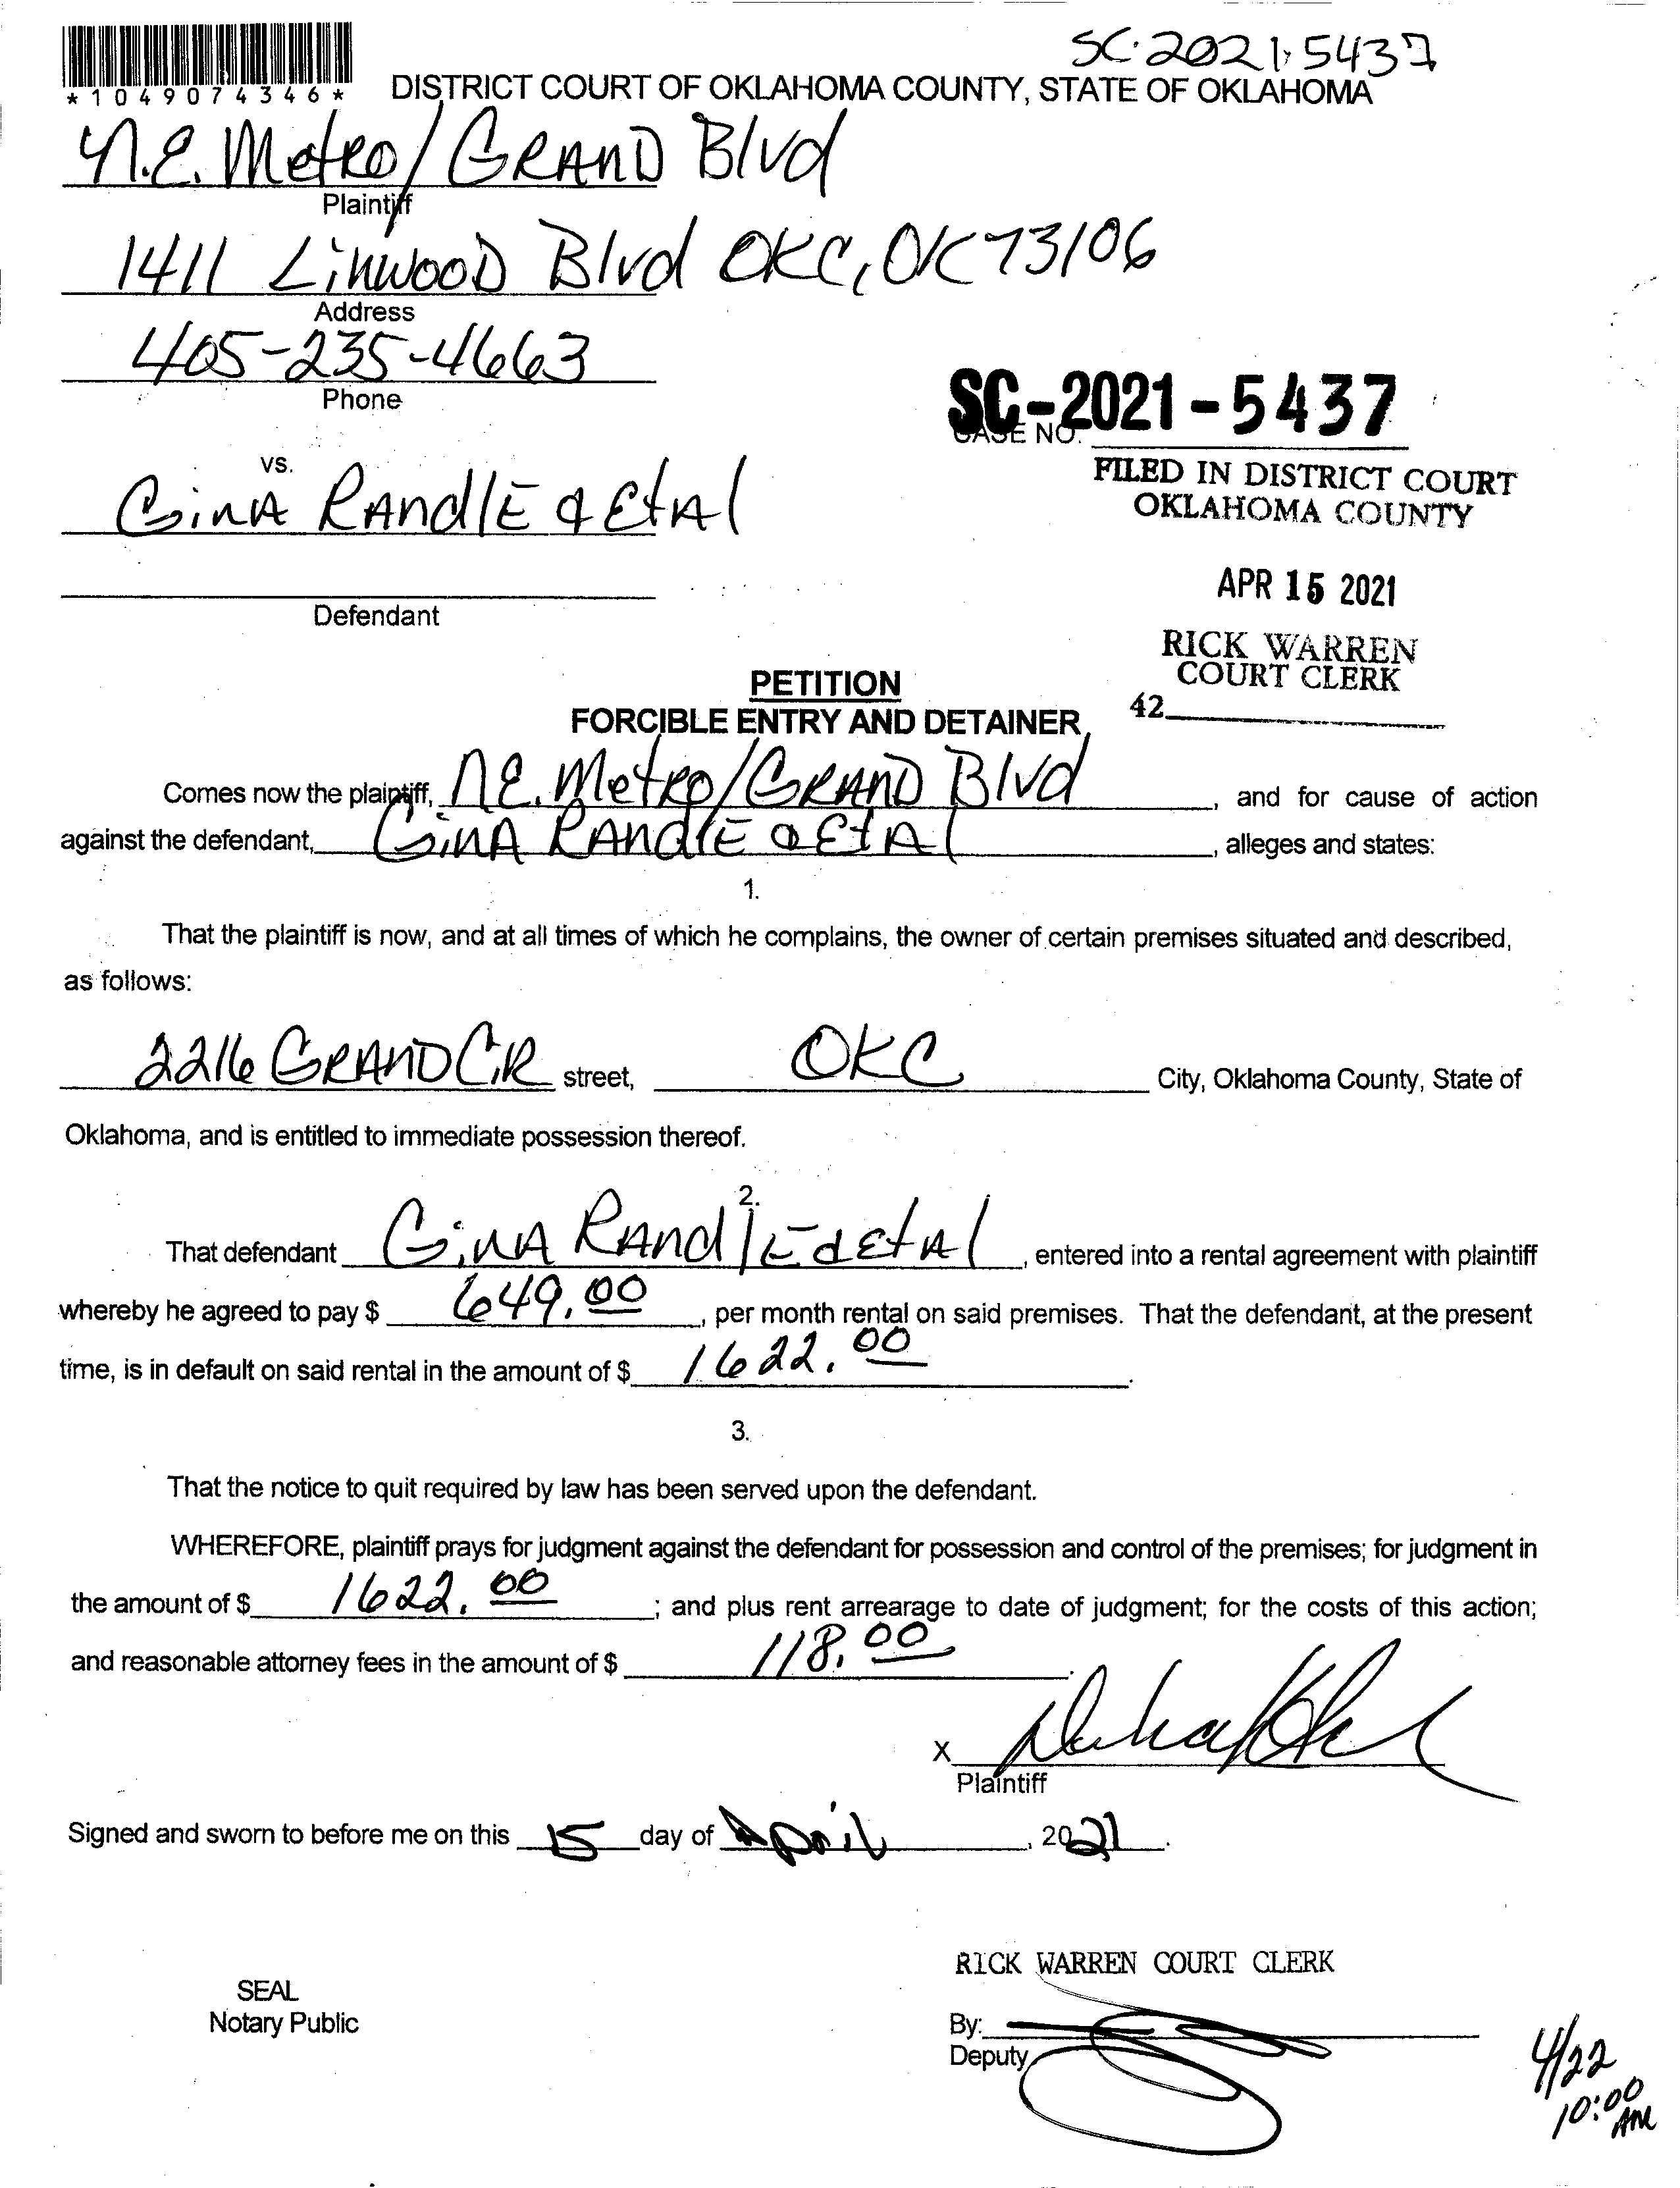 SC-2021-5437
*1049074346*
DISTRICT COURT OF OKLAHOMA COUNTY, STATE OF OKLAHOMA
N.E. Metro/GRAND Blvd
Plaintiff
1411 LinwooD Blvd OKC, OK 73106
Address
405-235-4663
Phone
SC-2021-5437
CASE NO.
vs.
GinA RAndlE & EtAl
FILED IN DISTRICT COURT
OKLAHOMA COUNTY
APR 15 2021
Defendant
RICK WARREN
COURT CLERK
42
PETITION
FORCIBLE ENTRY AND DETAINER
Comes now the plaintiff, N.E. Metro/GRAND Blvd, and for cause of action
against the defendant, GinA RAndlE & EtAl, alleges and states:
1.
That the plaintiff is now, and at all times of which he complains, the owner of certain premises situated and described,
as follows:
2216 GRAND CiR street, OKC City, Oklahoma County, State of
Oklahoma, and is entitled to immediate possession thereof.
2.
That defendant GinA RAndlE & EtAl, entered into a rental agreement with plaintiff
whereby he agreed to pay $ 649.00, per month rental on said premises. That the defendant, at the present
time, is in default on said rental in the amount of $ 1622.00.
3.
That the notice to quit required by law has been served upon the defendant.
WHEREFORE, plaintiff prays for judgment against the defendant for possession and control of the premises; for judgment in
the amount of $ 1622.00; and plus rent arrearage to date of judgment; for the costs of this action;
and reasonable attorney fees in the amount of $ 118.00.
X
Plaintiff
Signed and sworn to before me on this 15 day of April, 2021.
RICK WARREN COURT CLERK
SEAL
Notary Public
By:
Deputy
4/22
10:00
AM